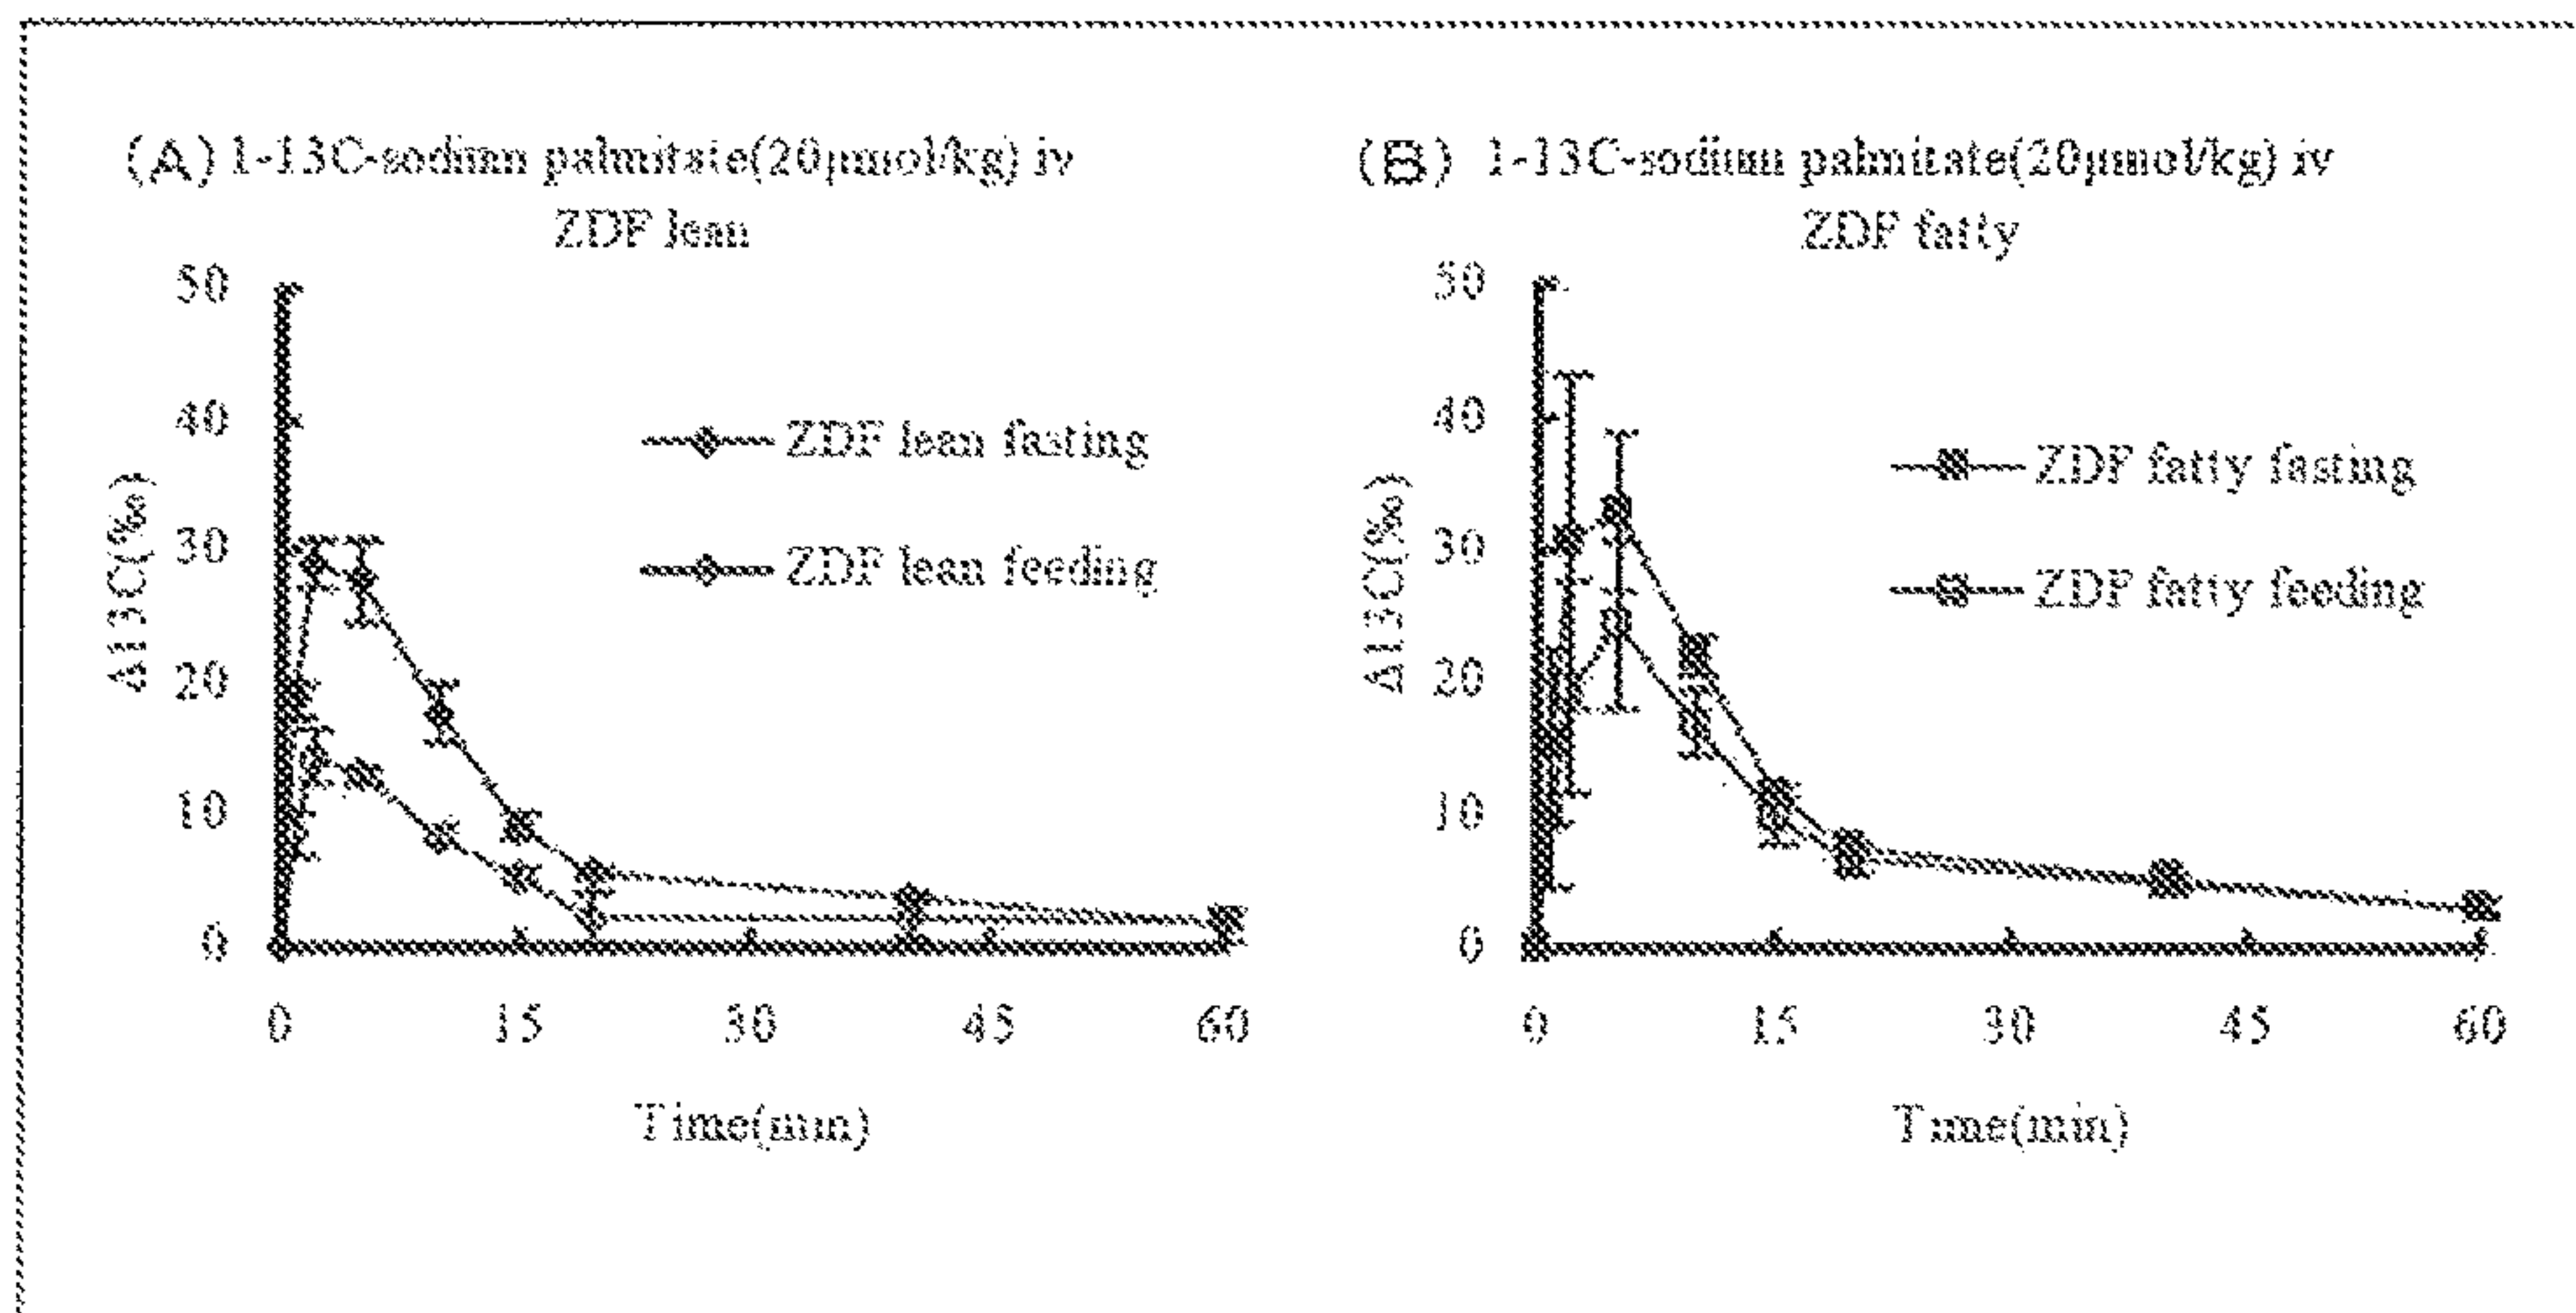 (A) 1-13C-sodium palmitate(20μmol/kg) iv
ZDF lean
50
40
30
20
10
0
Δ13C(‰)
ZDF lean fasting
ZDF lean feeding
0 15 30 45 60
Time(min)
(B) 1-13C-sodium palmitate(20μmol/kg) iv
ZDF fatty
50
40
30
20
10
0
Δ13C(‰)
ZDF fatty fasting
ZDF fatty feeding
0 15 30 45 60
Time(min)